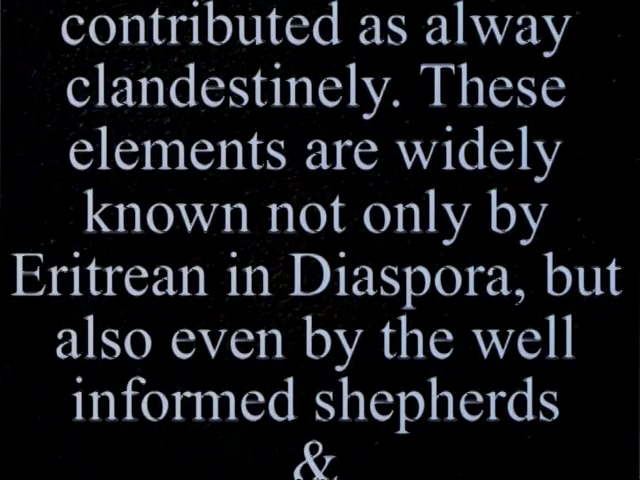 contributed as alway
clandestinely. These
elements are widely
known not only by
Eritrean in Diaspora, but
also even by the well
informed shepherds
&